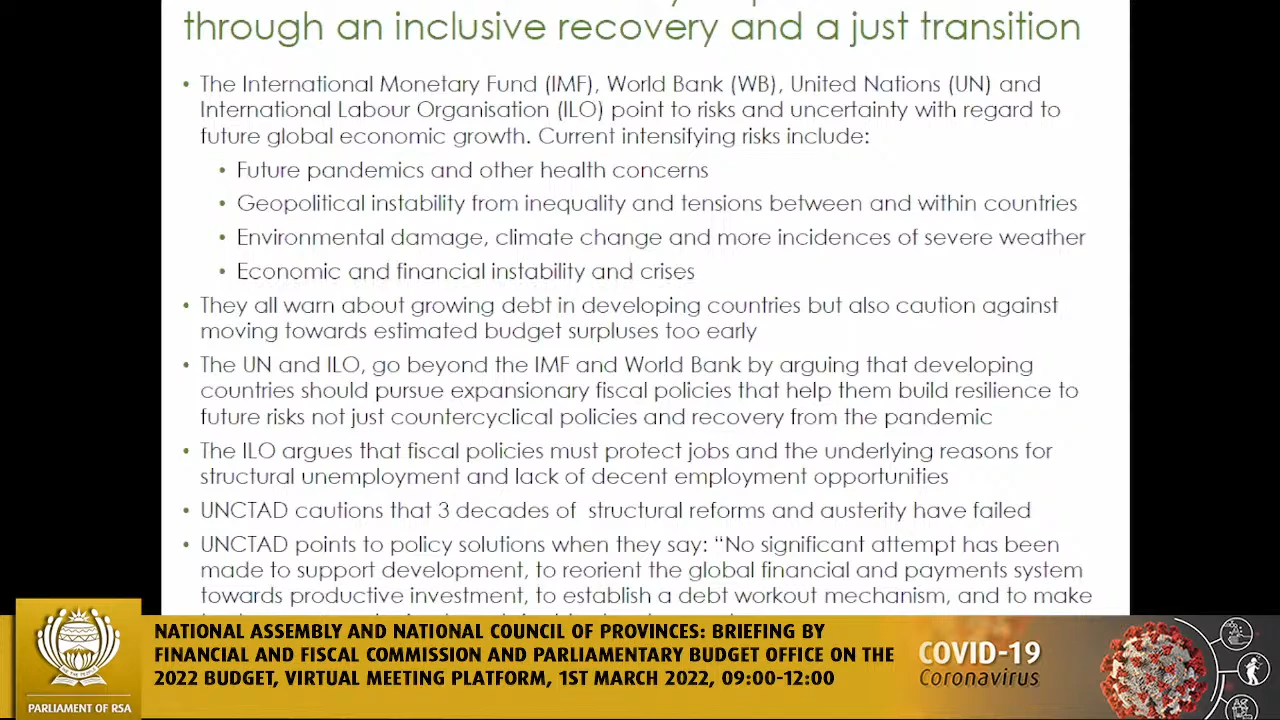 through an inclusive recovery and a just transition
• The International Monetary Fund (IMF), World Bank (WB), United Nations (UN) and
International Labour Organisation (ILO) point to risks and uncertainty with regard to
future global economic growth. Current intensifying risks include:
• Future pandemics and other health concerns
• Geopolitical instability from inequality and tensions between and within countries
• Environmental damage, climate change and more incidences of severe weather
• Economic and financial instability and crises
• They all warn about growing debt in developing countries but also caution against
moving towards estimated budget surpluses too early
• The UN and ILO, go beyond the IMF and World Bank by arguing that developing
countries should pursue expansionary fiscal policies that help them build resilience to
future risks not just countercyclical policies and recovery from the pandemic
• The ILO argues that fiscal policies must protect jobs and the underlying reasons for
structural unemployment and lack of decent employment opportunities
• UNCTAD cautions that 3 decades of structural reforms and austerity have failed
• UNCTAD points to policy solutions when they say: “No significant attempt has been
made to support development, to reorient the global financial and payments system
towards productive investment, to establish a debt workout mechanism, and to make
NATIONAL ASSEMBLY AND NATIONAL COUNCIL OF PROVINCES: BRIEFING BY
FINANCIAL AND FISCAL COMMISSION AND PARLIAMENTARY BUDGET OFFICE ON THE
2022 BUDGET, VIRTUAL MEETING PLATFORM, 1ST MARCH 2022, 09:00-12:00
PARLIAMENT OF RSA
COVID-19
Coronavirus